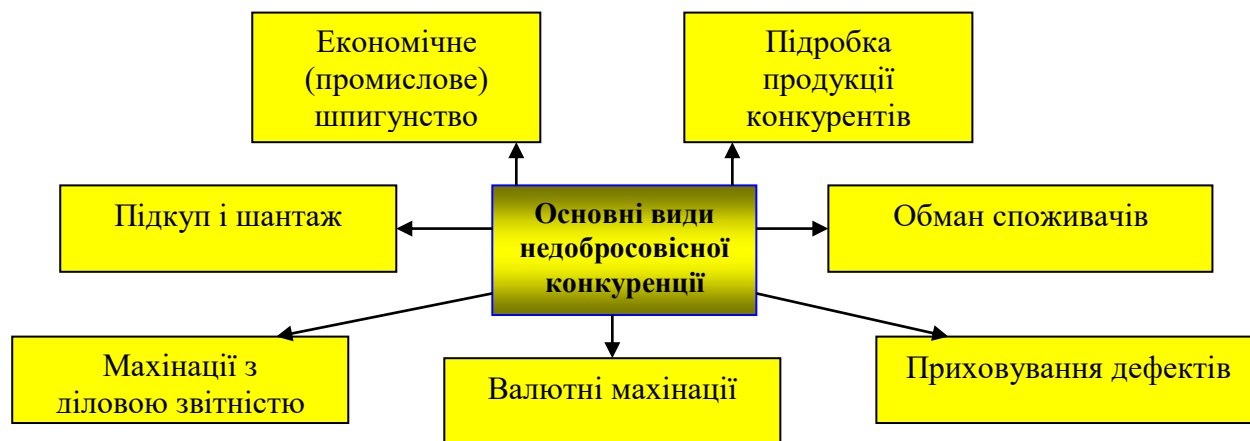 Економічне
(промислове)
шпигунство
Підробка
продукції
конкурентів
Підкуп і шантаж
Основні види
недобросовісної
конкуренції
Обман споживачів
Махінації з
діловою звітністю
Валютні махінації
Приховування дефектів